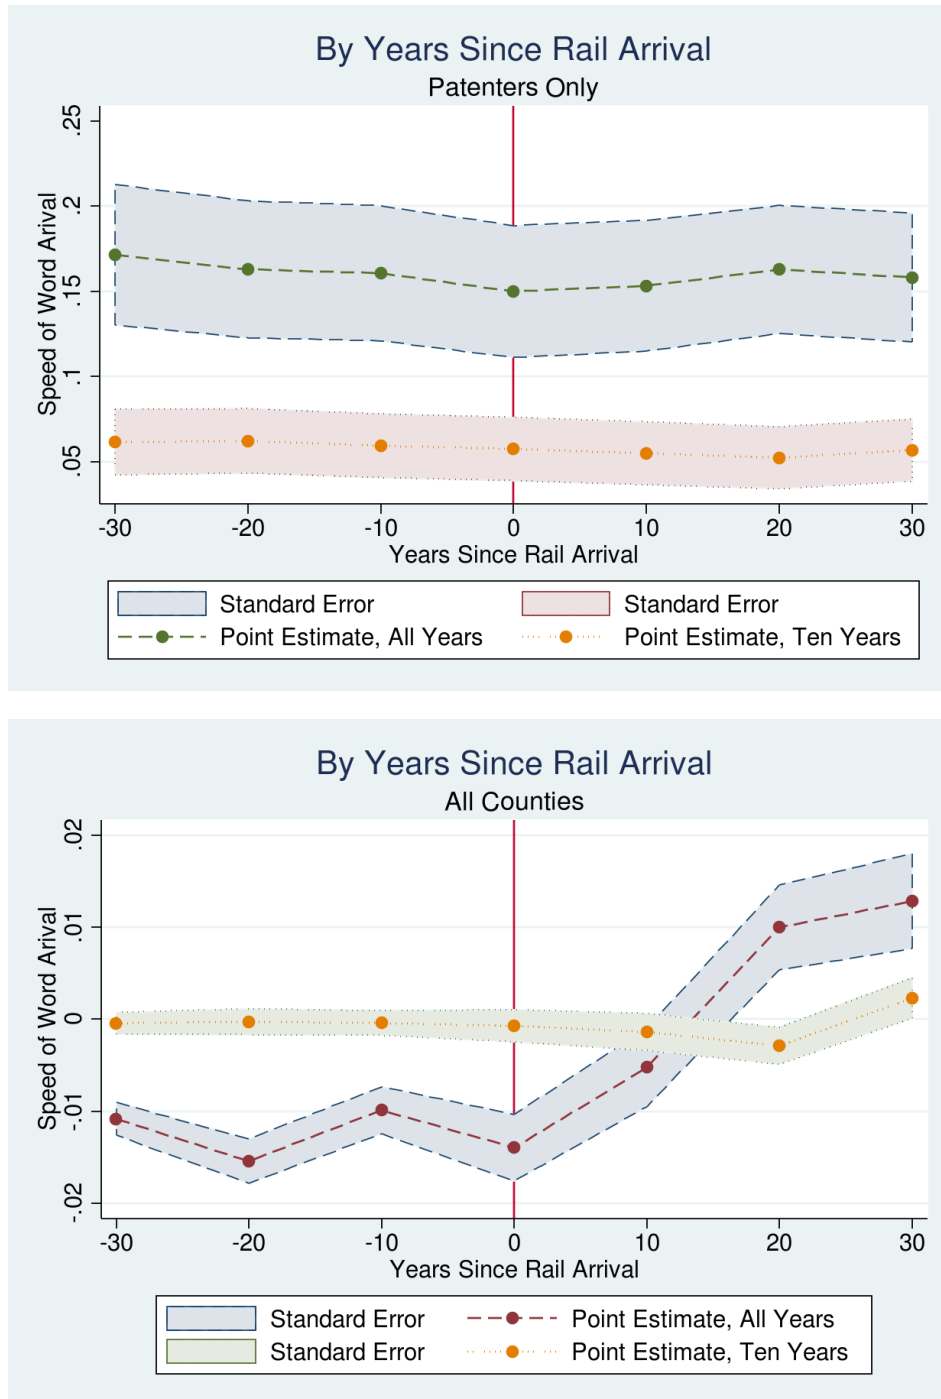 By Years Since Rail Arrival
Patenters Only
.25
.2
.15
.1
.05
Speed of Word Arival
-30 -20 -10 0 10 20 30
Years Since Rail Arrival
Standard Error Standard Error
Point Estimate, All Years Point Estimate, Ten Years
By Years Since Rail Arrival
All Counties
.02
.01
0
-.01
-.02
Speed of Word Arival
-30 -20 -10 0 10 20 30
Years Since Rail Arrival
Standard Error Point Estimate, All Years
Standard Error Point Estimate, Ten Years